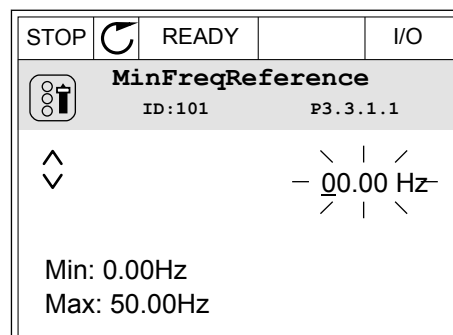 STOP READY I/O
MinFreqReference
ID:101 P3.3.1.1
00.00 Hz
Min: 0.00Hz
Max: 50.00Hz